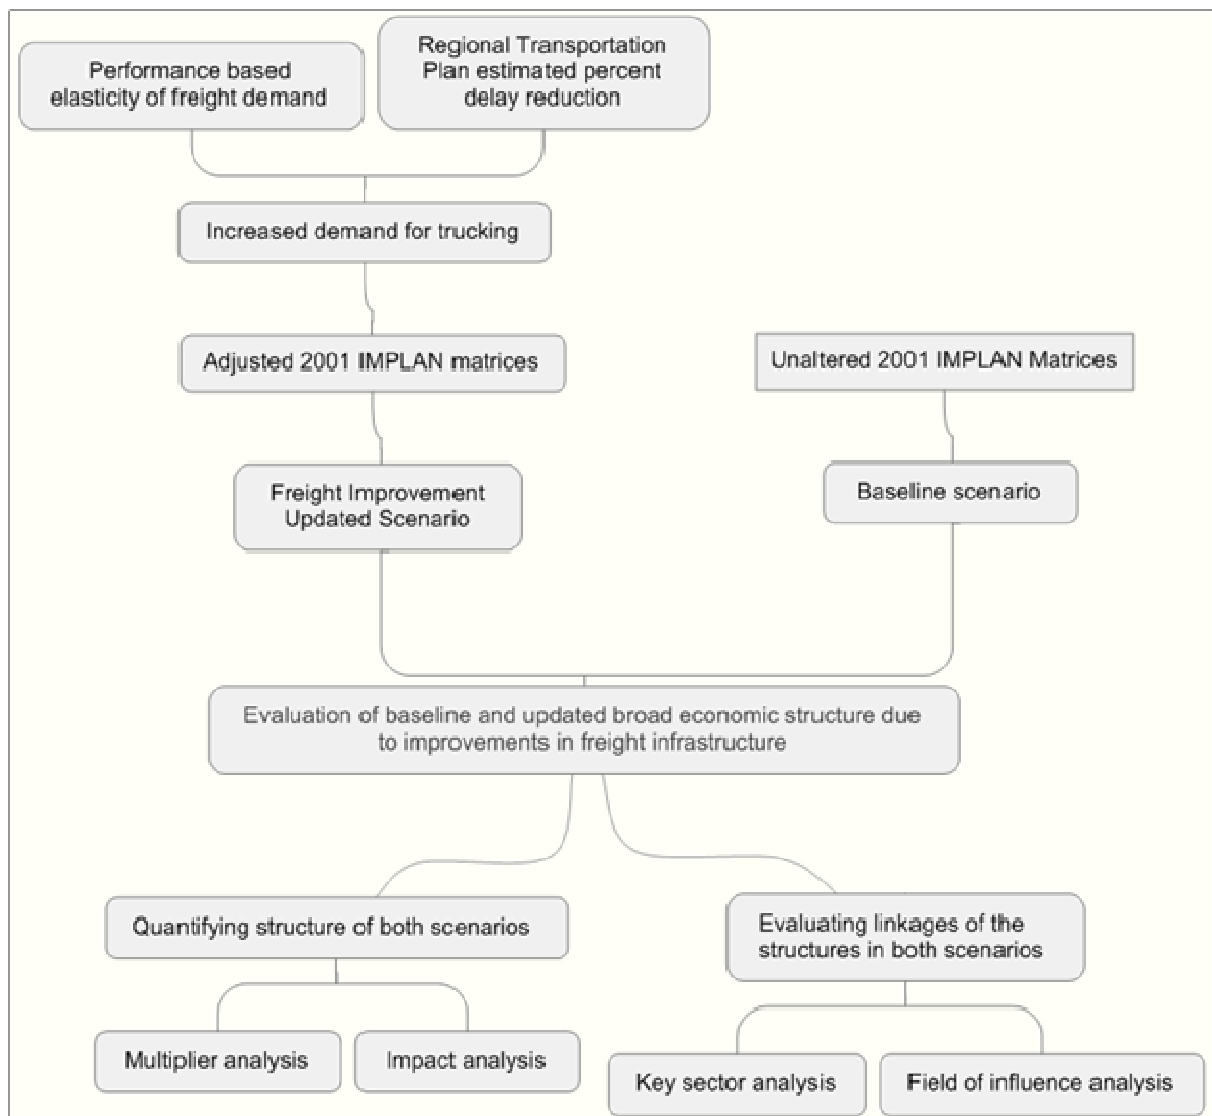 Performance based
elasticity of freight demand
Regional Transportation
Plan estimated percent
delay reduction
Increased demand for trucking
Adjusted 2001 IMPLAN matrices
Unaltered 2001 IMPLAN Matrices
Freight Improvement
Updated Scenario
Baseline scenario
Evaluation of baseline and updated broad economic structure due
to improvements in freight infrastructure
Quantifying structure of both scenarios
Evaluating linkages of the
structures in both scenarios
Multiplier analysis
Impact analysis
Key sector analysis
Field of influence analysis